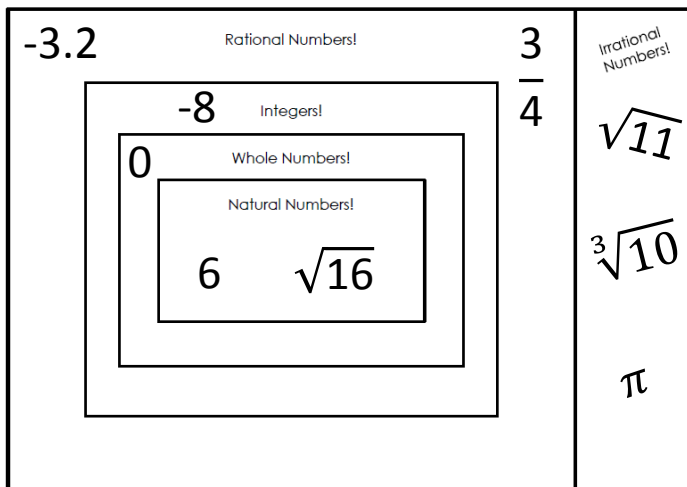 -3.2
Rational Numbers!
3
4
Irrational
Numbers!
-8
Integers!
√11
0
Whole Numbers!
Natural Numbers!
6
√16
∛10
π